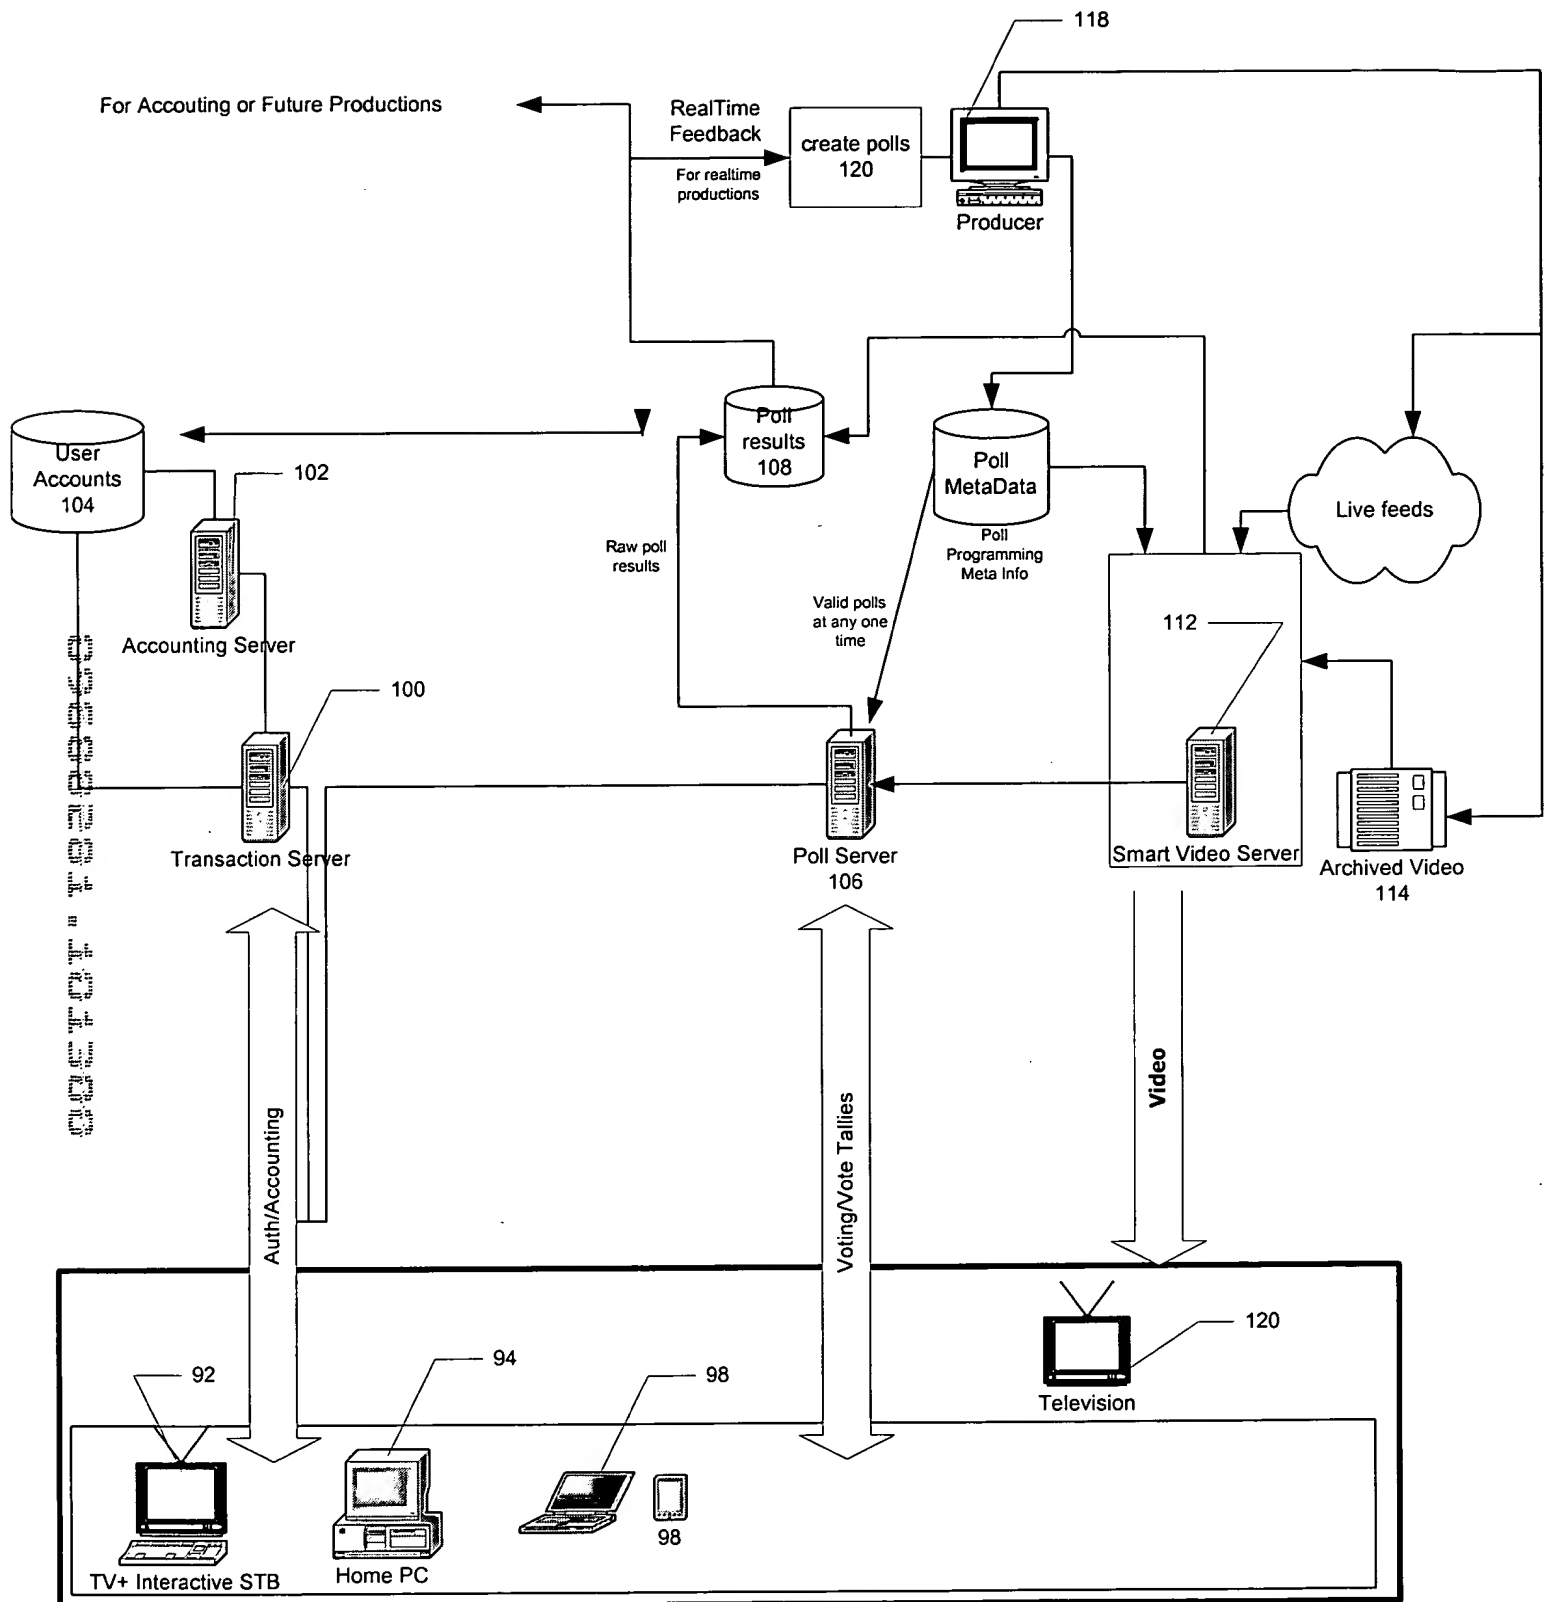 118
For Accouting or Future Productions
RealTime
Feedback
For realtime
productions
create polls
120
Producer
User
Accounts
104
102
Poll
results
108
Poll
MetaData
Poll
Programming
Meta Info
Live feeds
Raw poll
results
Valid polls
at any one
time
112
Accounting Server
100
Transaction Server
Poll Server
106
Smart Video Server
Archived Video
114
Auth/Accounting
Voting/Vote Tallies
Video
120
Television
92
94
98
98
TV+ Interactive STB
Home PC